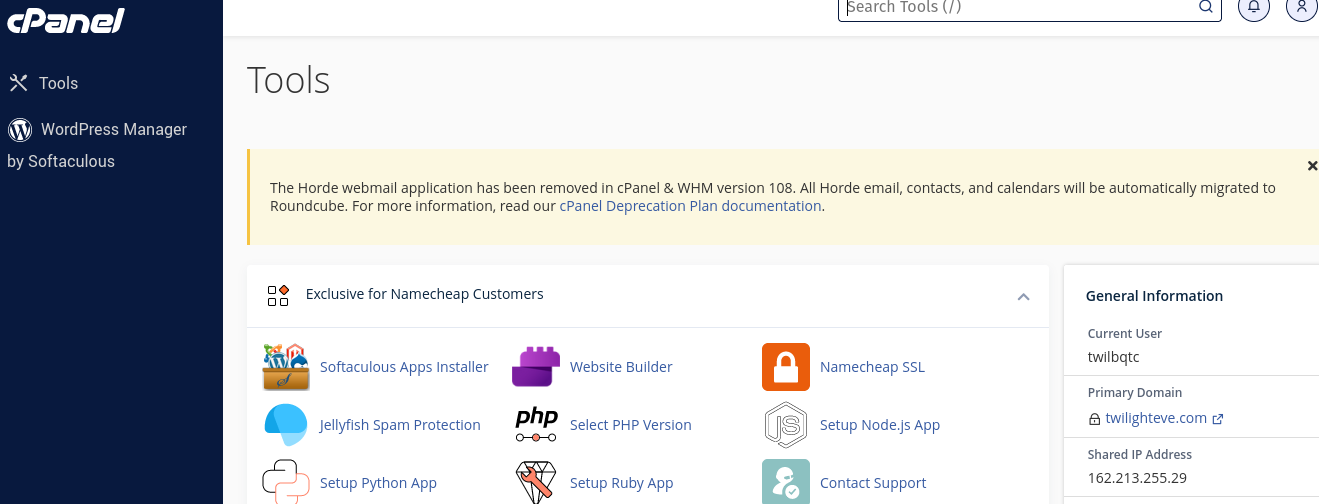 cPanel
Search Tools (/)
Tools
WordPress Manager
by Softaculous
Tools
The Horde webmail application has been removed in cPanel & WHM version 108. All Horde email, contacts, and calendars will be automatically migrated to
Roundcube. For more information, read our cPanel Deprecation Plan documentation.
Exclusive for Namecheap Customers
Softaculous Apps Installer
Website Builder
Namecheap SSL
Jellyfish Spam Protection
php
Select PHP Version
JS
Setup Node.js App
Setup Python App
Setup Ruby App
Contact Support
General Information
Current User
twilbqtc
Primary Domain
twilighteve.com
Shared IP Address
162.213.255.29